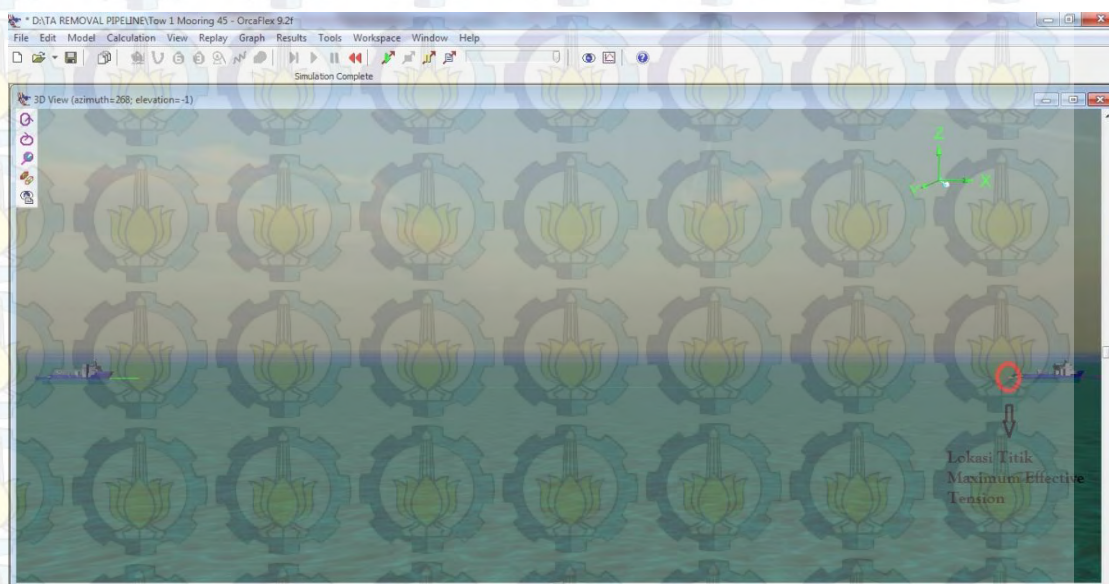 * D:\TA REMOVAL PIPELINE\Tow 1 Mooring 45 - OrcaFlex 9.2f
File Edit Model Calculation View Replay Graph Results Tools Workspace Window Help
Simulation Complete
3D View (azimuth=268; elevation=-1)
Z
Y X
Lokasi Titik
Maximum Effective
Tension